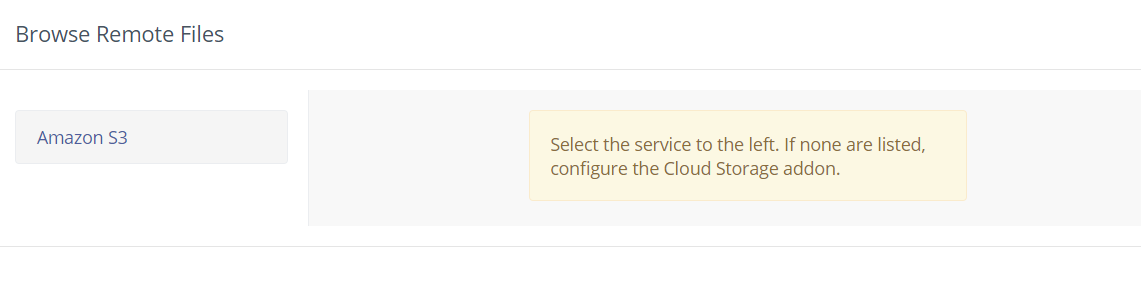 Browse Remote Files
Amazon S3
Select the service to the left. If none are listed,
configure the Cloud Storage addon.